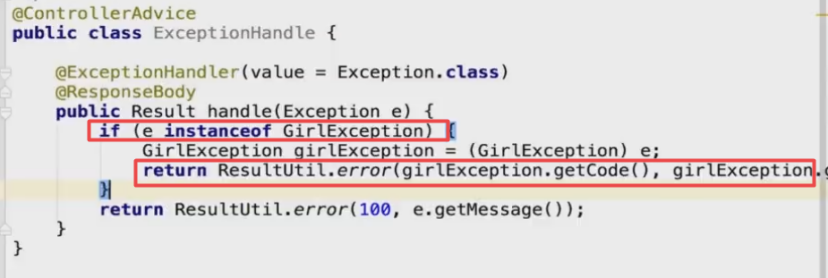 @ControllerAdvice
public class ExceptionHandle {
@ExceptionHandler(value = Exception.class)
@ResponseBody
public Result handle(Exception e) {
if (e instanceof GirlException) {
GirlException girlException = (GirlException) e;
return ResultUtil.error(girlException.getCode(), girlException.g
}
return ResultUtil.error(100, e.getMessage());
}
}